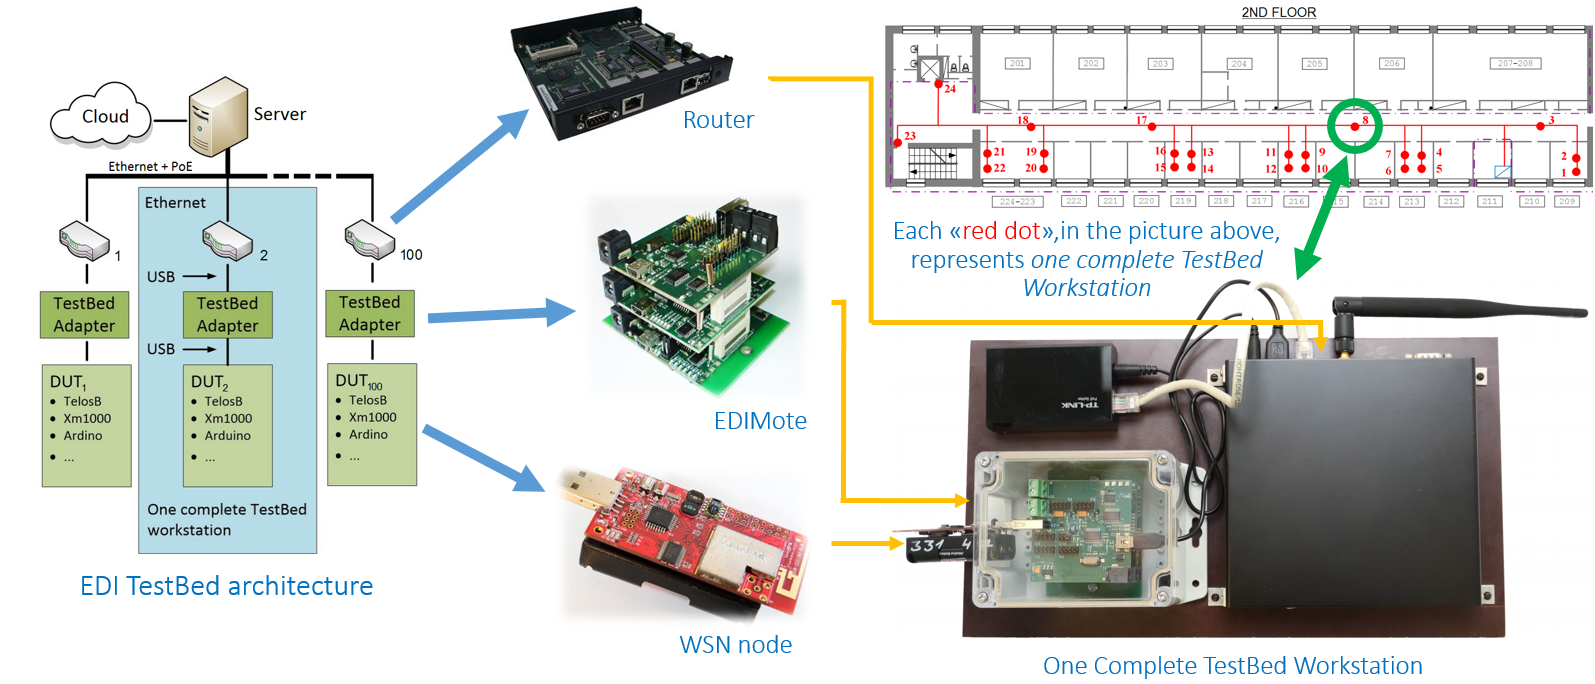 Cloud
Server
Ethernet + PoE
Ethernet
1
2
100
USB
TestBed
Adapter
TestBed
Adapter
TestBed
Adapter
USB
DUT1
• TelosB
• Xm1000
• Ardino
• ...
DUT2
• TelosB
• Xm1000
• Arduino
• ...
DUT100
• TelosB
• Xm1000
• Ardino
• ...
One complete TestBed
workstation
EDI TestBed architecture
Router
EDIMote
WSN node
2ND FLOOR
201 202 203 204 205 206 207-208
24
18 17 8 3
23
21 19 16 13 11 9 7 4 2
22 20 15 14 12 10 6 5 1
224-223 222 221 220 219 218 217 216 215 214 213 212 211 210 209
Each «red dot»,in the picture above,
represents one complete TestBed
Workstation
TP-LINK
PoE Splitter
331 4
One Complete TestBed Workstation